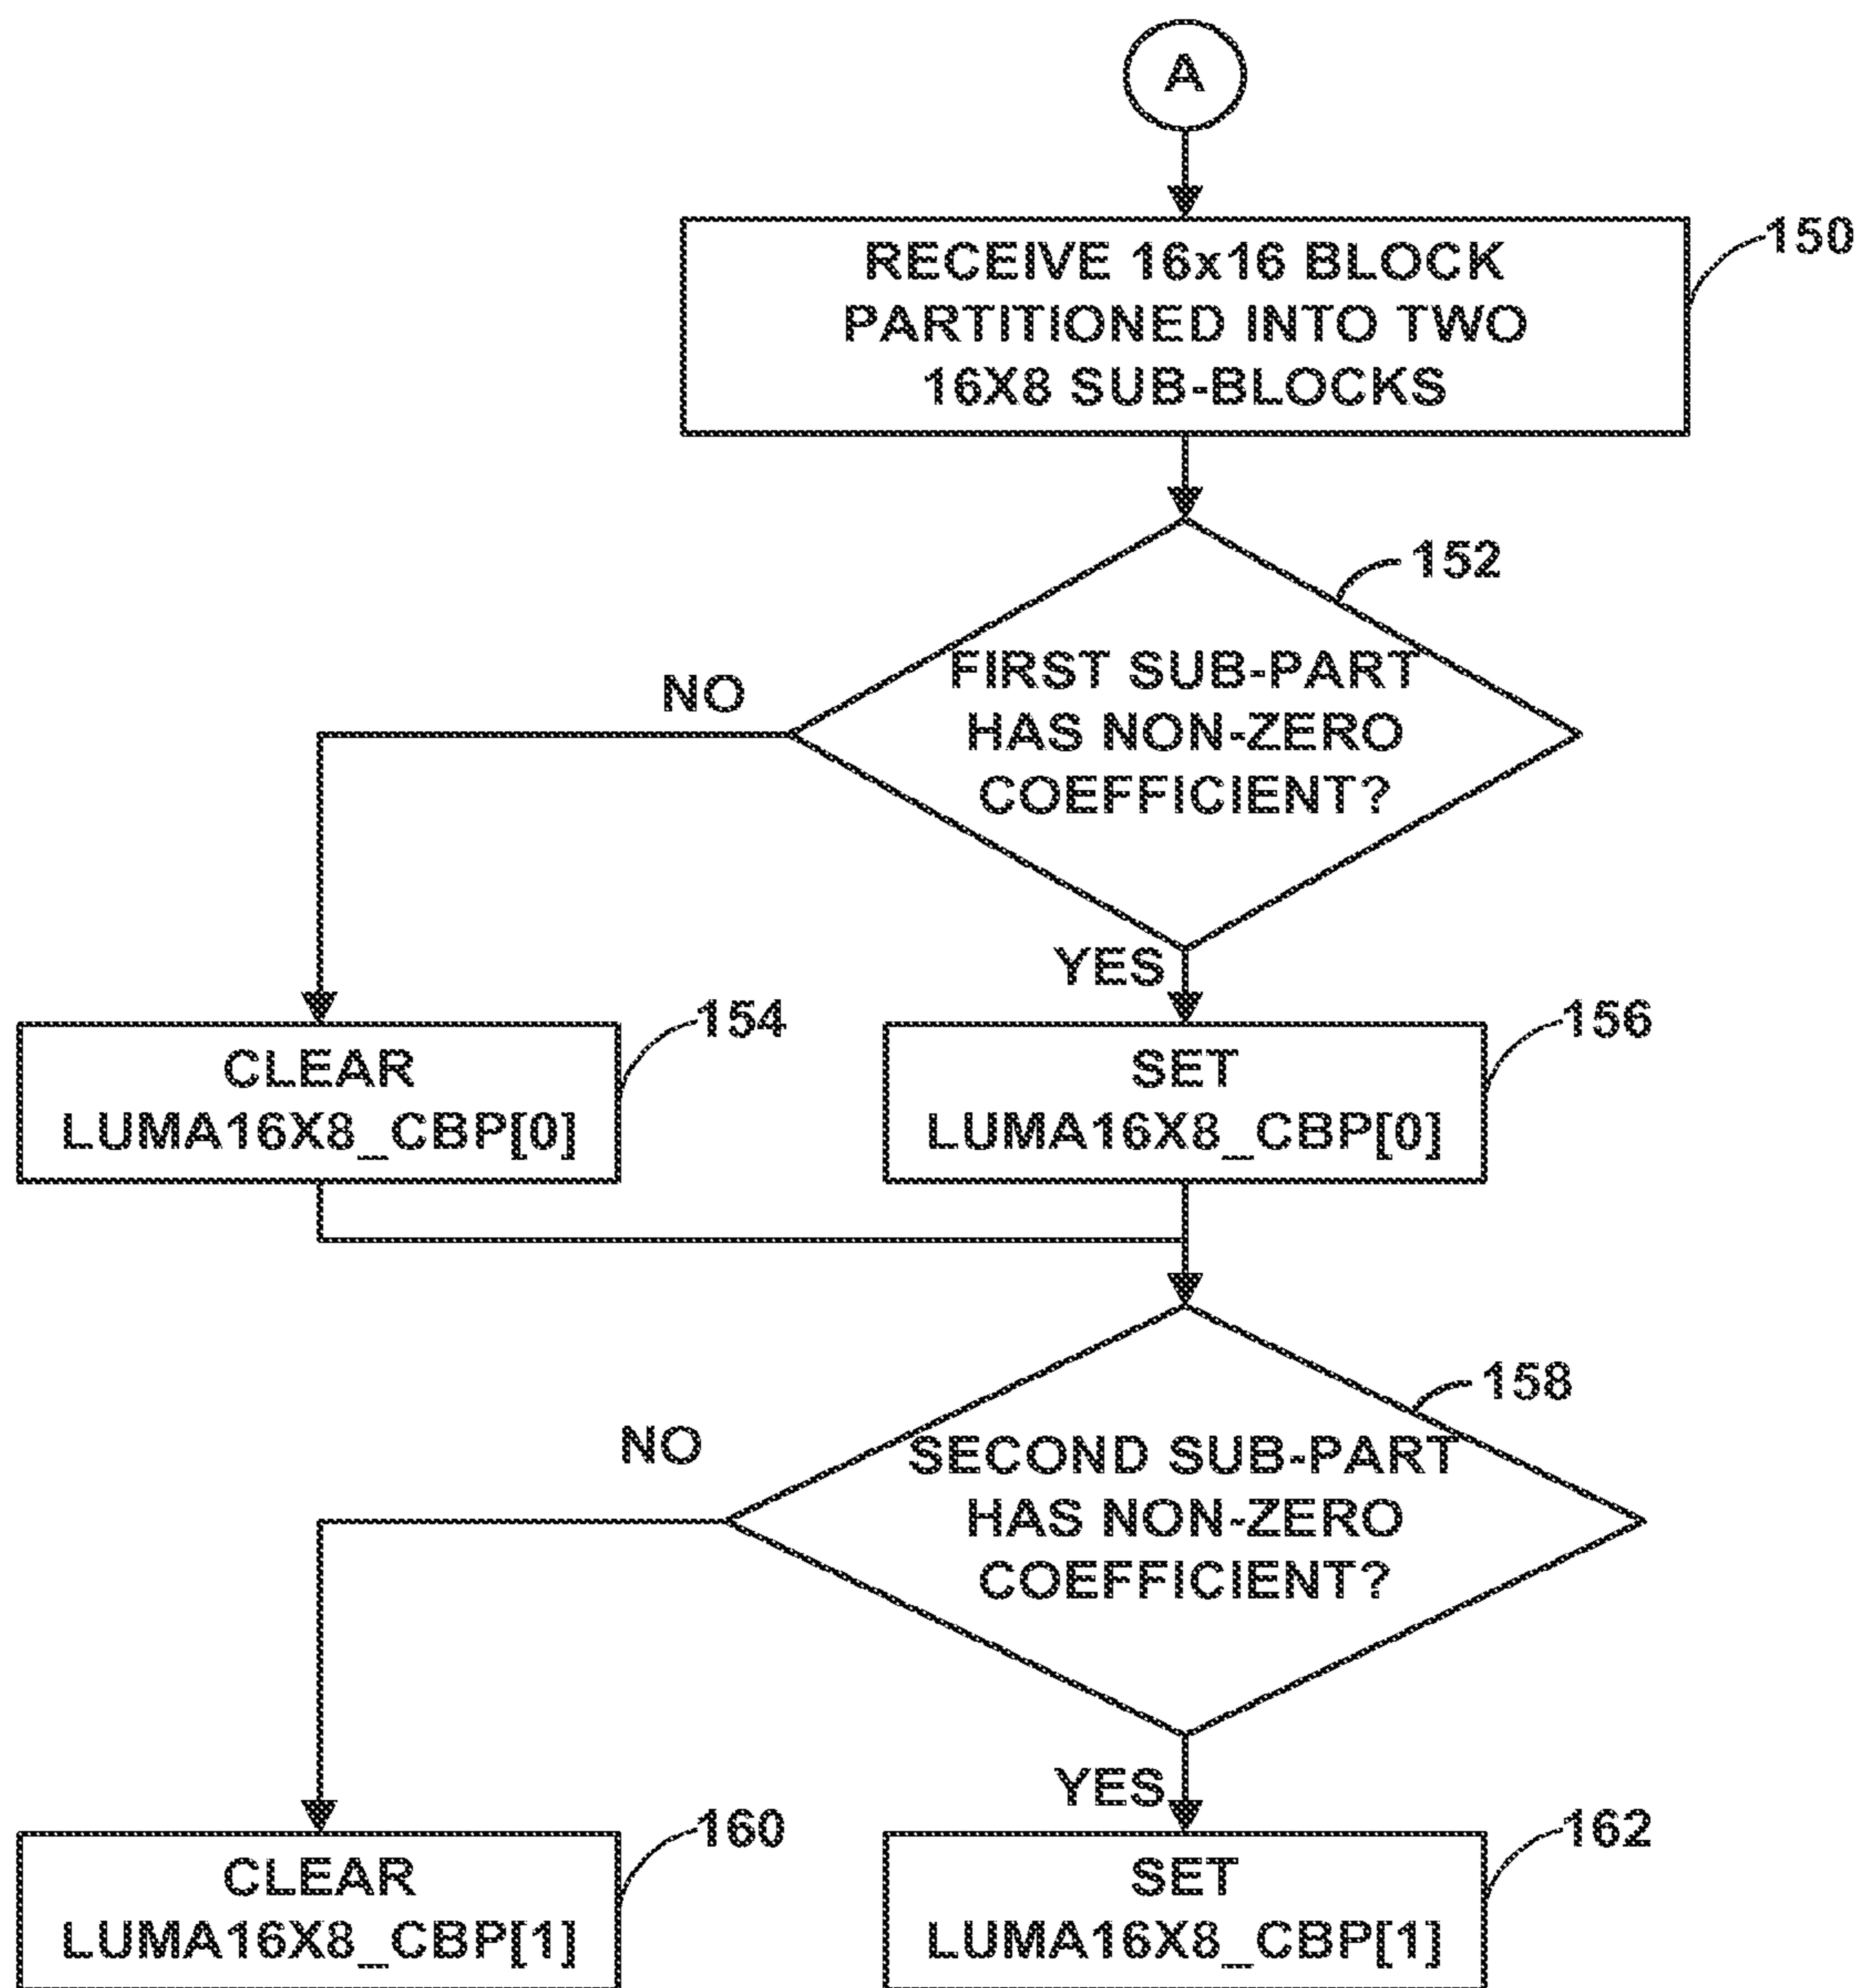 A
RECEIVE 16x16 BLOCK
PARTITIONED INTO TWO
16X8 SUB-BLOCKS
150
152
FIRST SUB-PART
HAS NON-ZERO
COEFFICIENT?
NO
YES
CLEAR
LUMA16X8_CBP[0]
154
SET
LUMA16X8_CBP[0]
156
158
SECOND SUB-PART
HAS NON-ZERO
COEFFICIENT?
NO
YES
CLEAR
LUMA16X8_CBP[1]
160
SET
LUMA16X8_CBP[1]
162